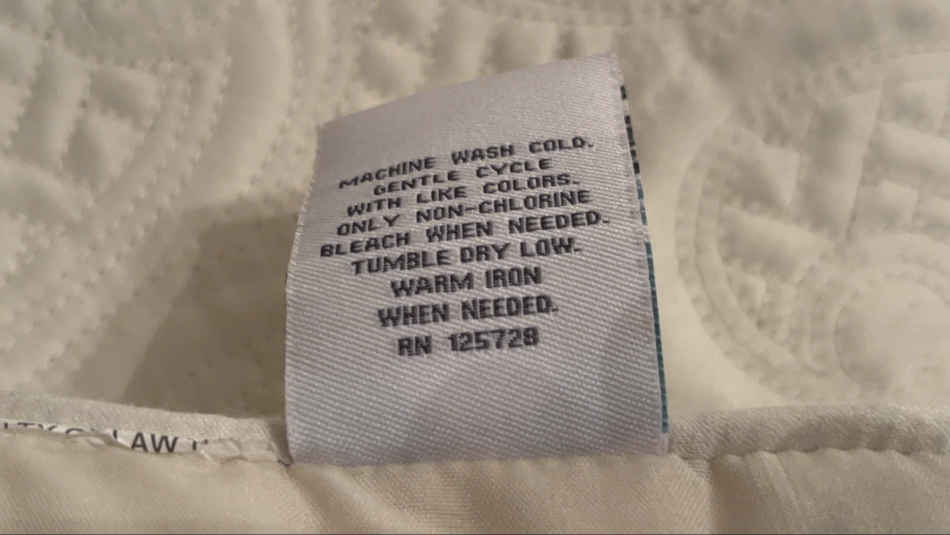 MACHINE WASH COLD.
GENTLE CYCLE
WITH LIKE COLORS.
ONLY NON-CHLORINE
BLEACH WHEN NEEDED.
TUMBLE DRY LOW.
WARM IRON
WHEN NEEDED.
RN 125728
LAW